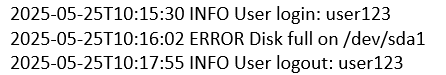 2025-05-25T10:15:30 INFO User login: user123
2025-05-25T10:16:02 ERROR Disk full on /dev/sda1
2025-05-25T10:17:55 INFO User logout: user123